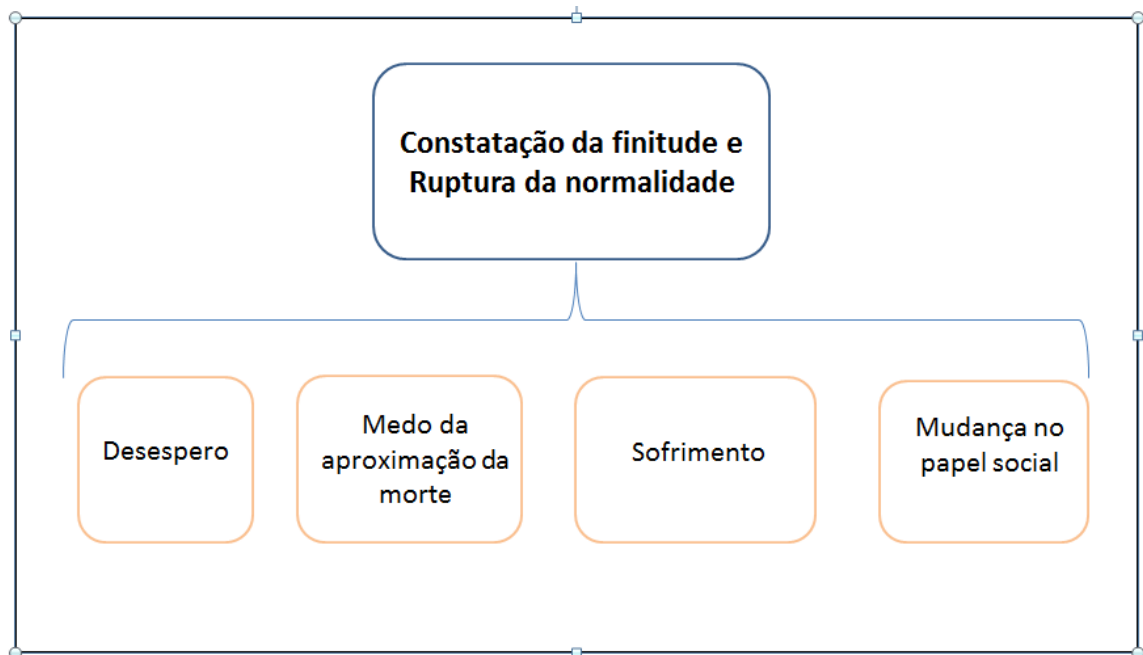 Constatação da finitude e
Ruptura da normalidade
Desespero
Medo da
aproximação da
morte
Sofrimento
Mudança no
papel social